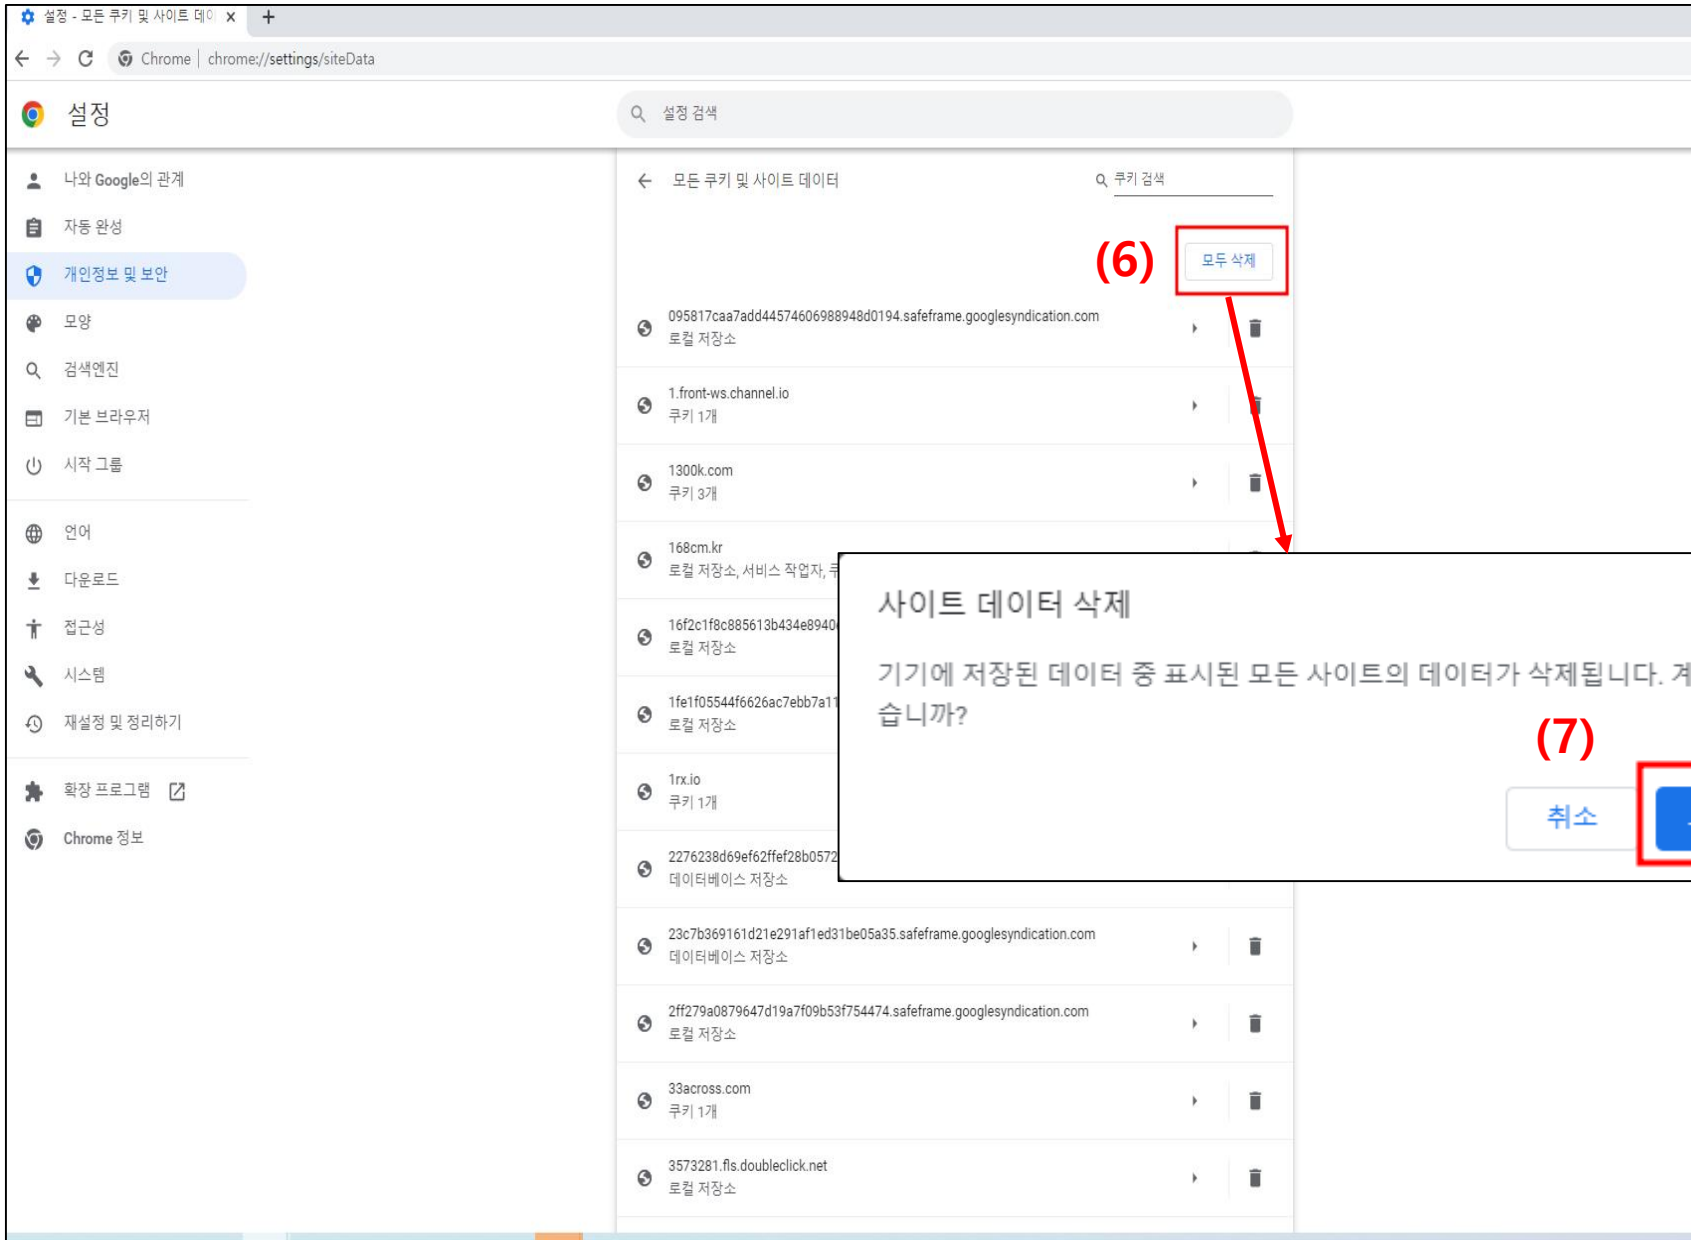 설정 - 모든 쿠키 및 사이트 데이
Chrome | chrome://settings/siteData
설정
설정 검색
나와 Google의 관계
자동 완성
개인정보 및 보안
모양
검색엔진
기본 브라우저
시작 그룹
언어
다운로드
접근성
시스템
재설정 및 정리하기
확장 프로그램
Chrome 정보
모든 쿠키 및 사이트 데이터
쿠키 검색
(6)
모두 삭제
095817caa7add44574606988948d0194.safeframe.googlesyndication.com
로컬 저장소
1.front-ws.channel.io
쿠키 1개
1300k.com
쿠키 3개
168cm.kr
로컬 저장소, 서비스 작업자,
16f2c1f8c885613b434e8940
로컬 저장소
1fe1f05544f6626ac7ebb7a11
로컬 저장소
1rx.io
쿠키 1개
2276238d69ef62ffef28b0572
데이터베이스 저장소
23c7b369161d21e291af1ed31be05a35.safeframe.googlesyndication.com
데이터베이스 저장소
2ff279a0879647d19a7f09b53f754474.safeframe.googlesyndication.com
로컬 저장소
33across.com
쿠키 1개
3573281.fls.doubleclick.net
로컬 저장소
사이트 데이터 삭제
기기에 저장된 데이터 중 표시된 모든 사이트의 데이터가 삭제됩니다. 계
습니까?
(7)
취소